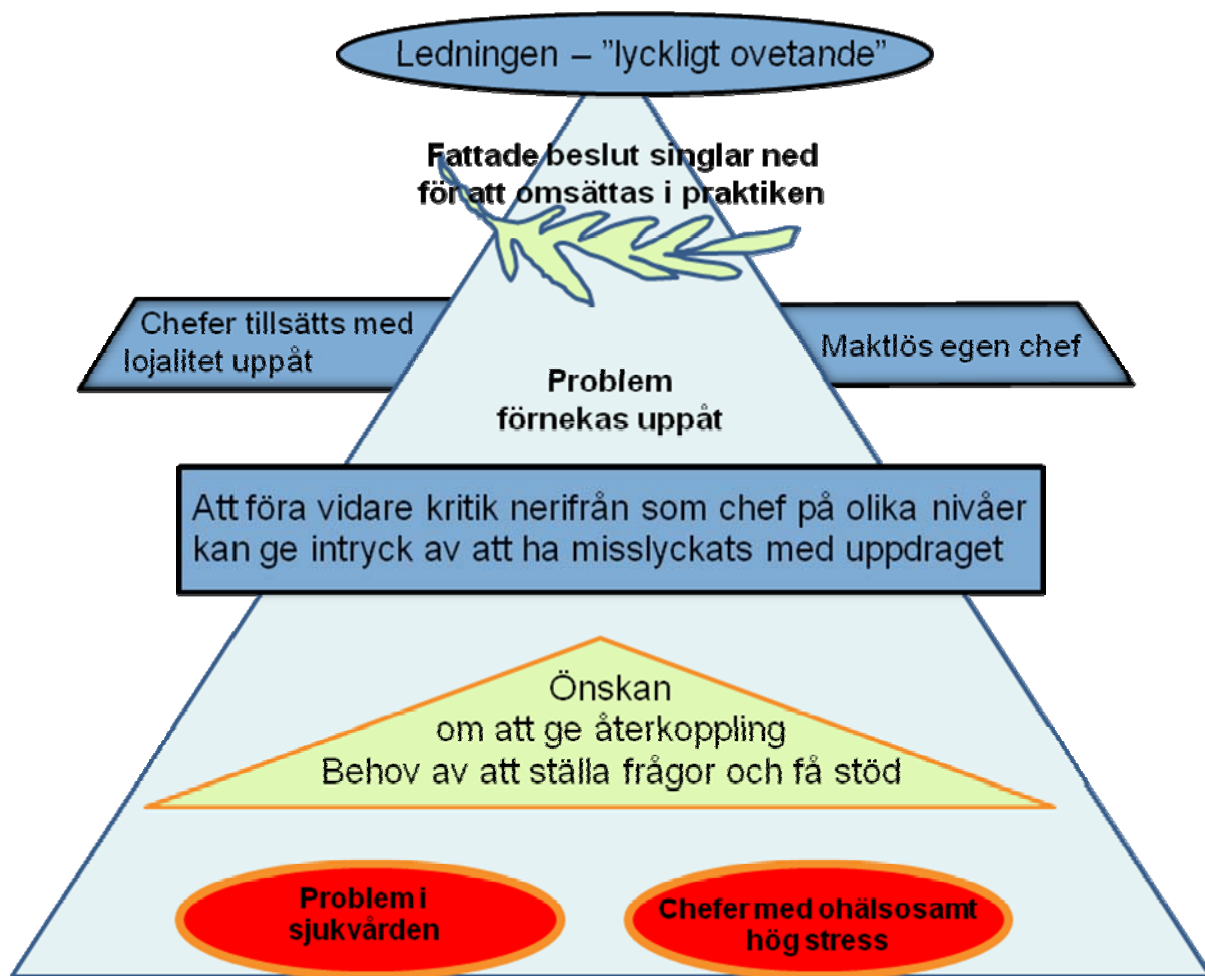 Ledningen – ”lyckligt ovetande”
Fattade beslut singlar ned
för att omsättas i praktiken
Chefer tillsätts med
lojalitet uppåt
Maktlös egen chef
Problem
förnekas uppåt
Att föra vidare kritik nerifrån som chef på olika nivåer
kan ge intryck av att ha misslyckats med uppdraget
Önskan
om att ge återkoppling
Behov av att ställa frågor och få stöd
Problem i
sjukvården
Chefer med ohälsosamt
hög stress